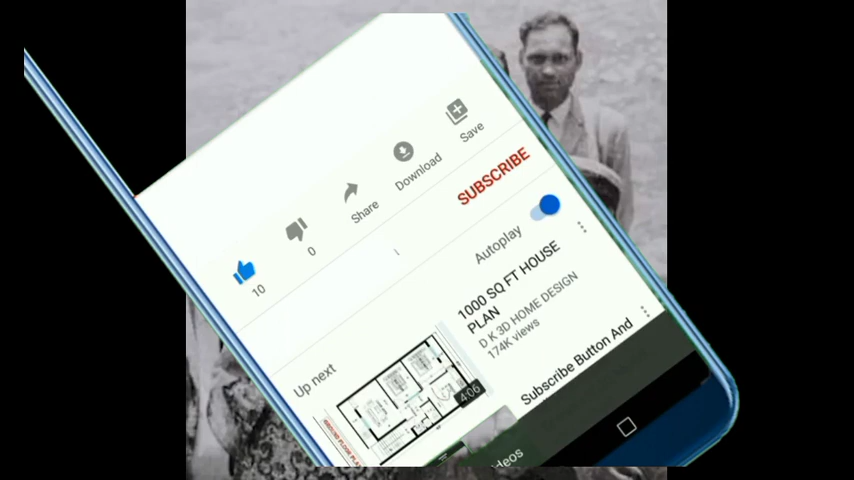 Save
Download
Share
0
10
SUBSCRIBE
Autoplay
1000 SQ FT HOUSE
PLAN
D K 3D HOME DESIGN
174K views
Up next
4:06
Subscribe Button And